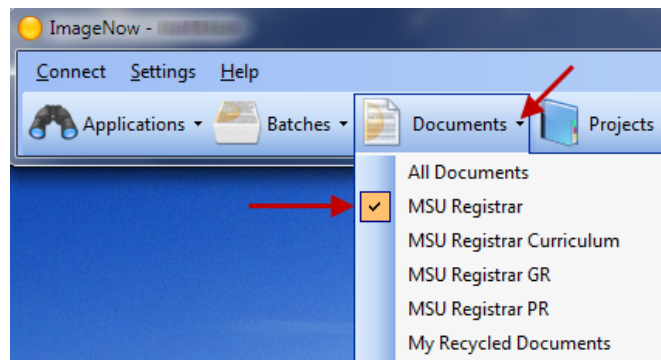 ImageNow -
Connect Settings Help
Applications Batches Documents Projects
All Documents
MSU Registrar
MSU Registrar Curriculum
MSU Registrar GR
MSU Registrar PR
My Recycled Documents